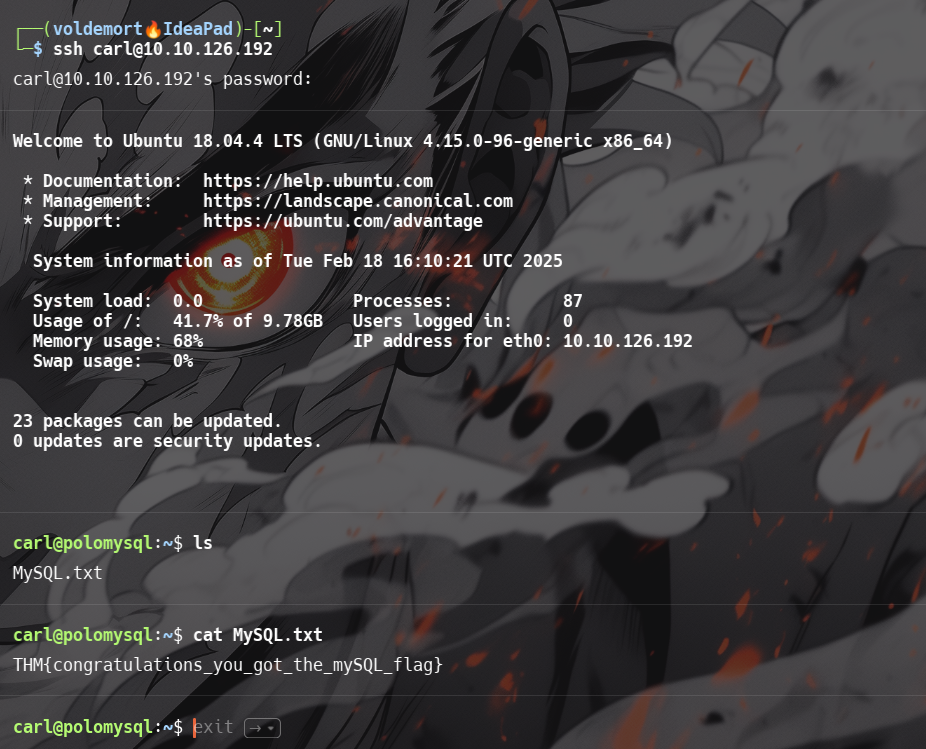 ┌──(voldemort🔥IdeaPad)-[~]
└─$ ssh carl@10.10.126.192
carl@10.10.126.192's password:
Welcome to Ubuntu 18.04.4 LTS (GNU/Linux 4.15.0-96-generic x86_64)
* Documentation:  https://help.ubuntu.com
* Management:     https://landscape.canonical.com
* Support:        https://ubuntu.com/advantage
System information as of Tue Feb 18 16:10:21 UTC 2025
System load:  0.0               Processes:           87
Usage of /:   41.7% of 9.78GB   Users logged in:     0
Memory usage: 68%               IP address for eth0: 10.10.126.192
Swap usage:   0%
23 packages can be updated.
0 updates are security updates.
carl@polomysql:~$ ls
MySQL.txt
carl@polomysql:~$ cat MySQL.txt
THM{congratulations_you_got_the_mySQL_flag}
carl@polomysql:~$ exit